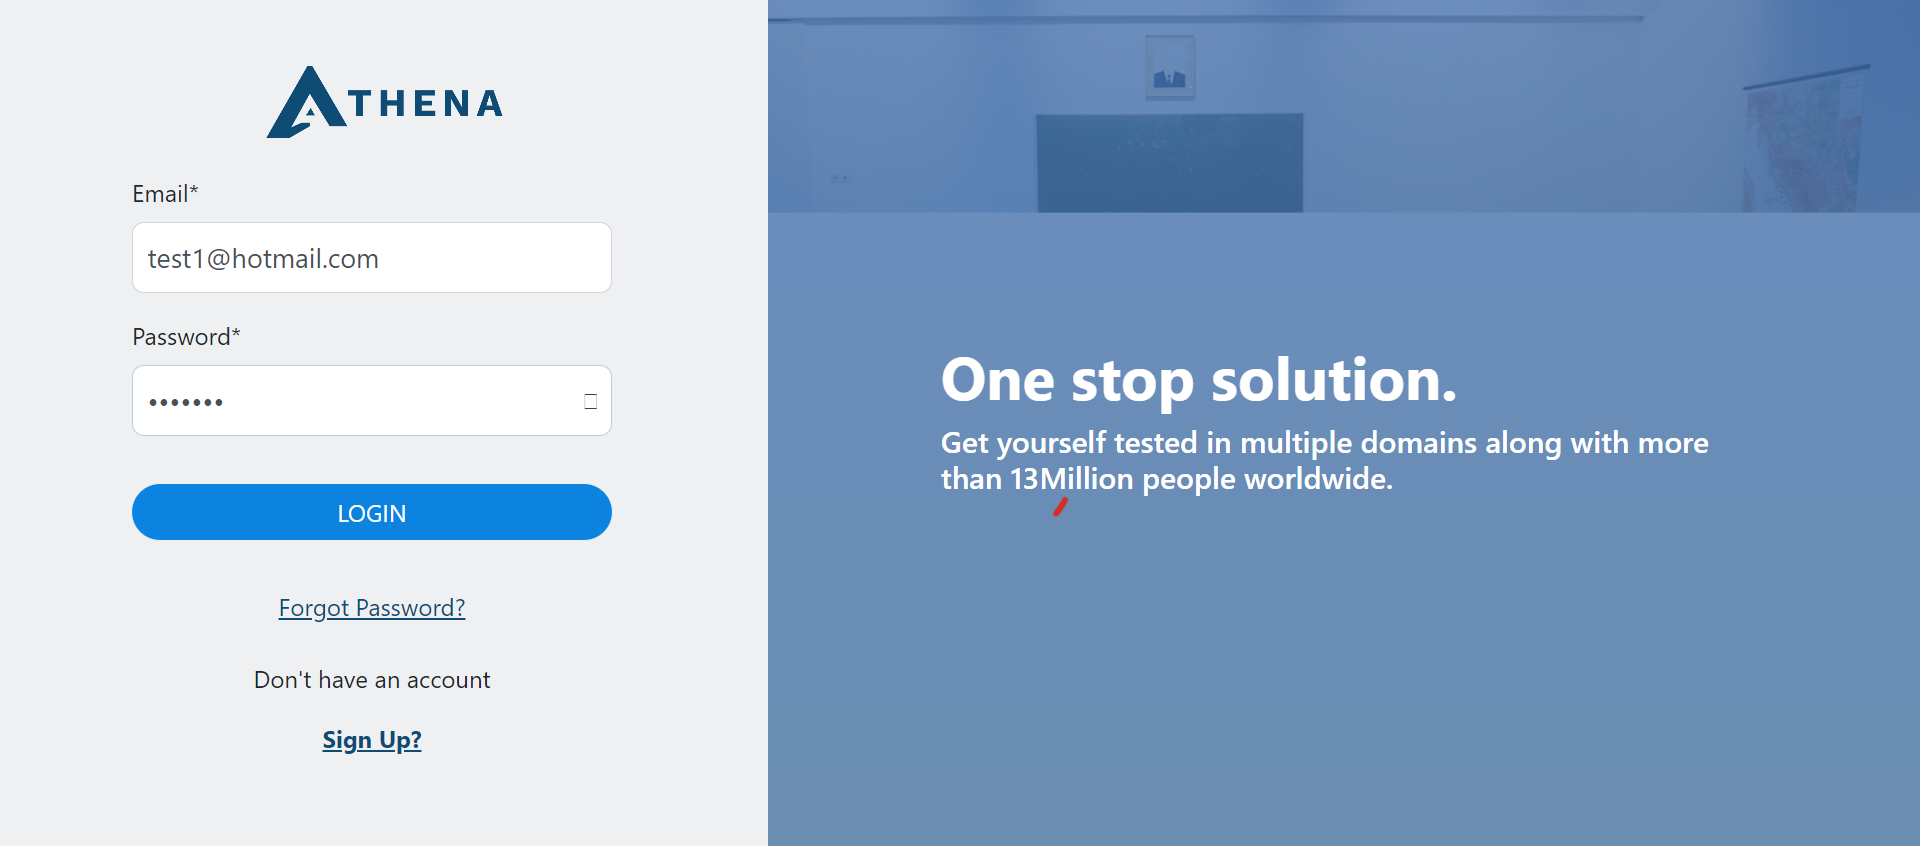 ATHENA
Email*
test1@hotmail.com
Password*
•••••••
LOGIN
Forgot Password?
Don't have an account
Sign Up?
One stop solution.
Get yourself tested in multiple domains along with more
than 13Million people worldwide.